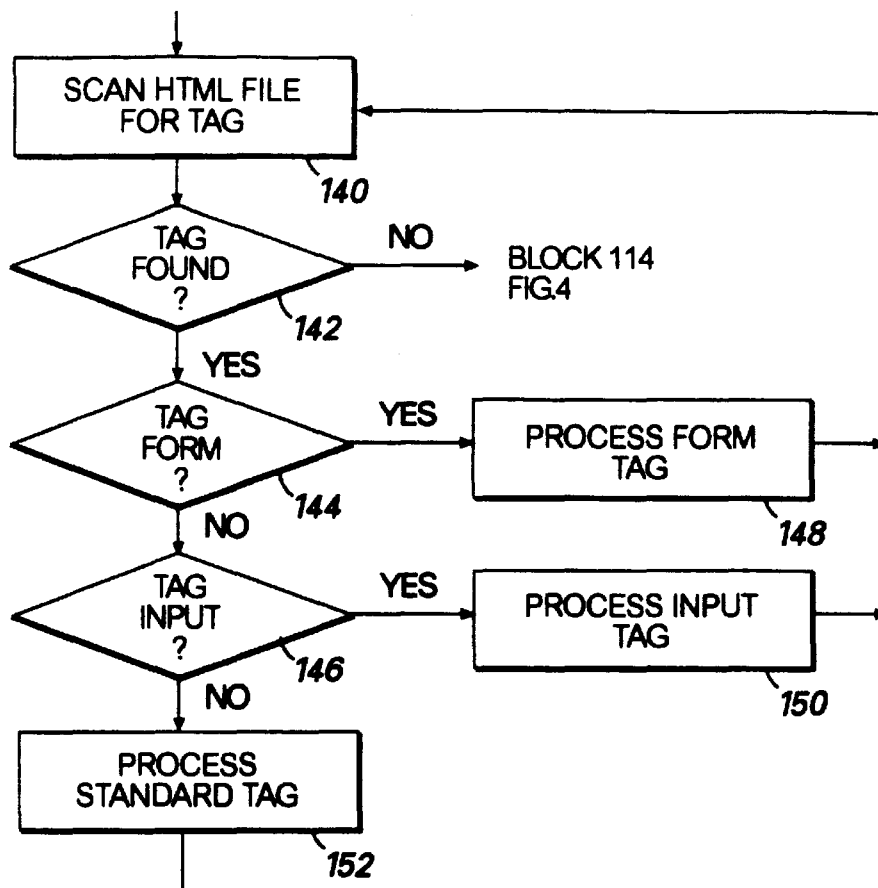 SCAN HTML FILE
FOR TAG
140
TAG
FOUND
?
NO
BLOCK 114
FIG.4
142
YES
TAG
FORM
?
YES
PROCESS FORM
TAG
144
148
NO
TAG
INPUT
?
YES
PROCESS INPUT
TAG
146
150
NO
PROCESS
STANDARD TAG
152